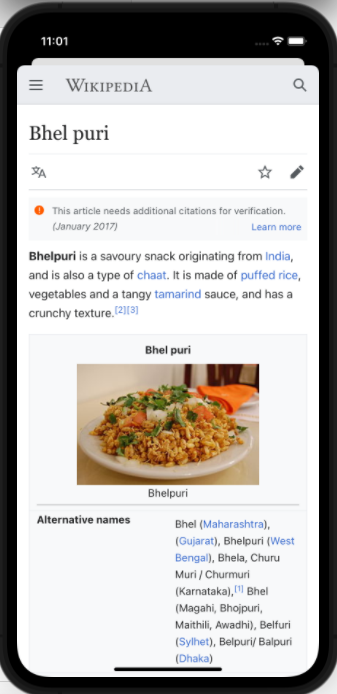 11:01
WIKIPEDIA
Bhel puri
This article needs additional citations for verification.
(January 2017)
Learn more
Bhelpuri is a savoury snack originating from India,
and is also a type of chaat. It is made of puffed rice,
vegetables and a tangy tamarind sauce, and has a
crunchy texture.[2][3]
Bhel puri
Bhelpuri
Alternative names
Bhel (Maharashtra),
(Gujarat), Bhelpuri (West
Bengal), Bhela, Churu
Muri / Churmuri
(Karnataka),[1] Bhel
(Magahi, Bhojpuri,
Maithili, Awadhi), Belfuri
(Sylhet), Belpuri/ Balpuri
(Dhaka)